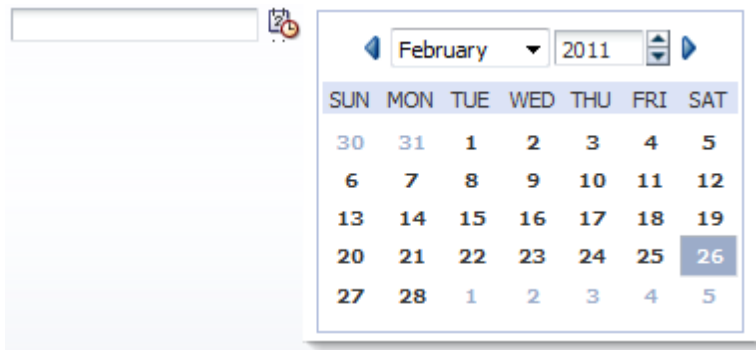 February 2011
SUN MON TUE WED THU FRI SAT
30 31 1 2 3 4 5
6 7 8 9 10 11 12
13 14 15 16 17 18 19
20 21 22 23 24 25 26
27 28 1 2 3 4 5